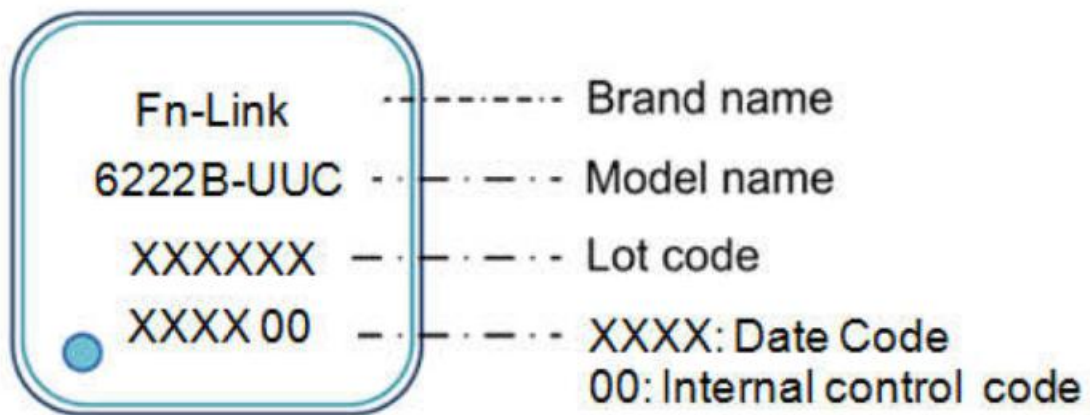 Fn-Link
Brand name
6222B-UUC
Model name
XXXXXX
Lot code
XXXX 00
XXXX: Date Code
00: Internal control code